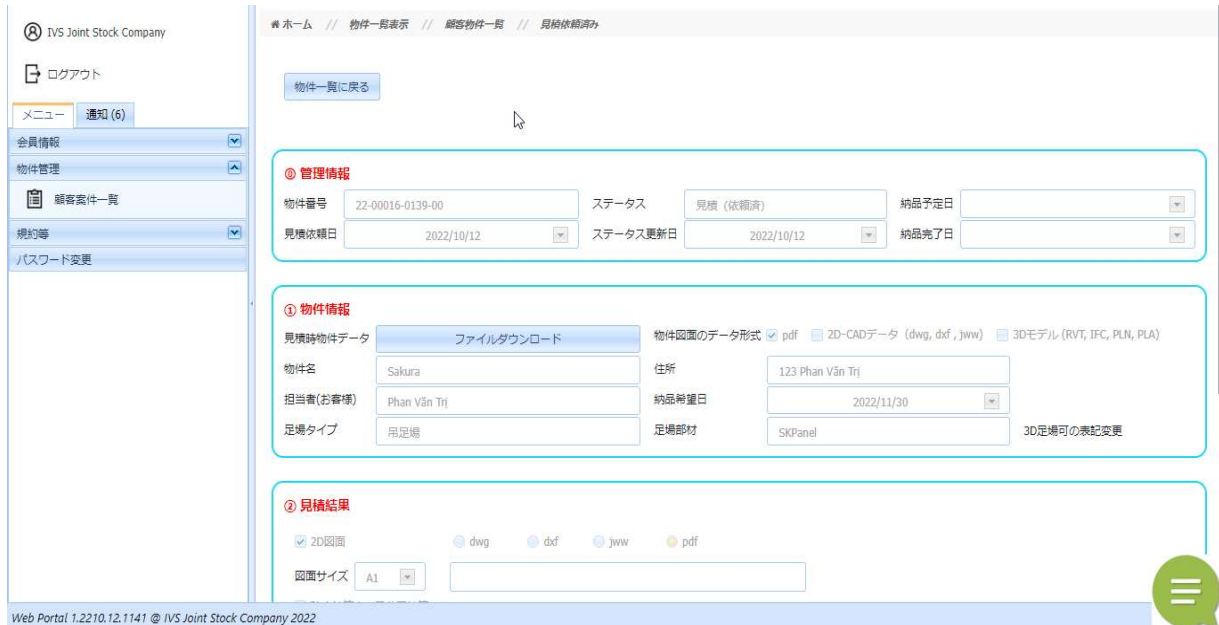 IVS Joint Stock Company
ログアウト
メニュー 通知 (6)
会員情報
物件管理
顧客案件一覧
規約等
パスワード変更
ホーム // 物件一覧表示 // 顧客物件一覧 // 見積依頼済み
物件一覧に戻る
⓪ 管理情報
物件番号 22-00016-0139-00 ステータス 見積（依頼済） 納品予定日
見積依頼日 2022/10/12 ステータス更新日 2022/10/12 納品完了日
① 物件情報
見積時物件データ ファイルダウンロード 物件図面のデータ形式 pdf 2D-CADデータ（dwg, dxf , jww） 3Dモデル (RVT, IFC, PLN, PLA)
物件名 Sakura 住所 123 Phan Văn Trị
担当者(お客様) Phan Văn Trị 納品希望日 2022/11/30
足場タイプ 吊足場 足場部材 SKPanel 3D足場可の表記変更
② 見積結果
2D図面 dwg dxf jww pdf
図面サイズ A1
Web Portal 1.2210.12.1141 @ IVS Joint Stock Company 2022